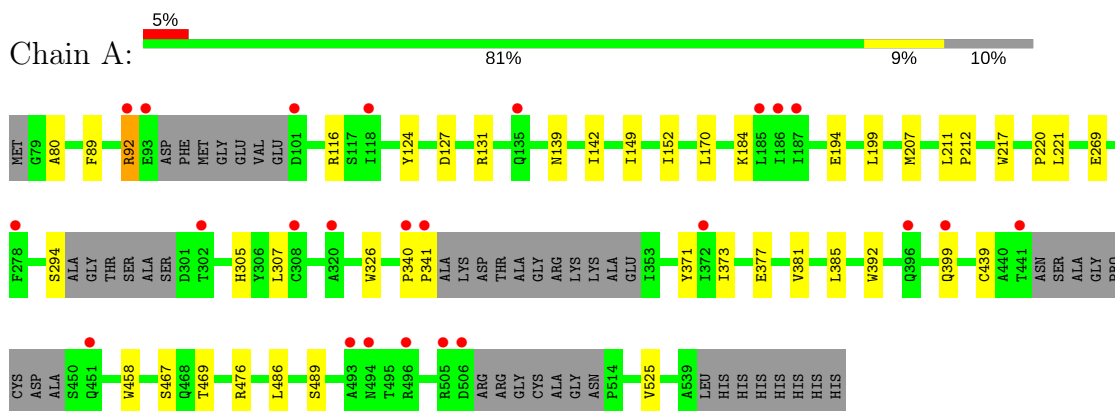 5%
Chain A:
81% 9% 10%
MET G79 A80 F89 R92 E93 ASP PHE MET GLY GLU VAL GLU D101 R116 S117 I118 Y124 D127 R131 Q135 N139 I142 I149 I152 L170 K184 L185 I186 I187 E194 L199 M207 L211 P212 W217 P220 L221 E269
F278 S294 ALA GLY THR SER ALA SER D301 T302 H305 Y306 L307 C308 A320 W326 P340 P341 ALA LYS ASP THR ALA GLY ARG LYS LYS ALA GLU I353 Y371 I372 I373 E377 V381 L385 W392 Q396 Q399 C439 A440 T441 ASN SER ALA GLY PRO
CYS ASP ALA S450 Q451 W458 S467 Q468 T469 R476 L486 S489 A493 N494 T495 R496 R505 D506 ARG ARG GLY CYS ALA GLY ASN P514 V525 A539 LEU HIS HIS HIS HIS HIS HIS HIS HIS